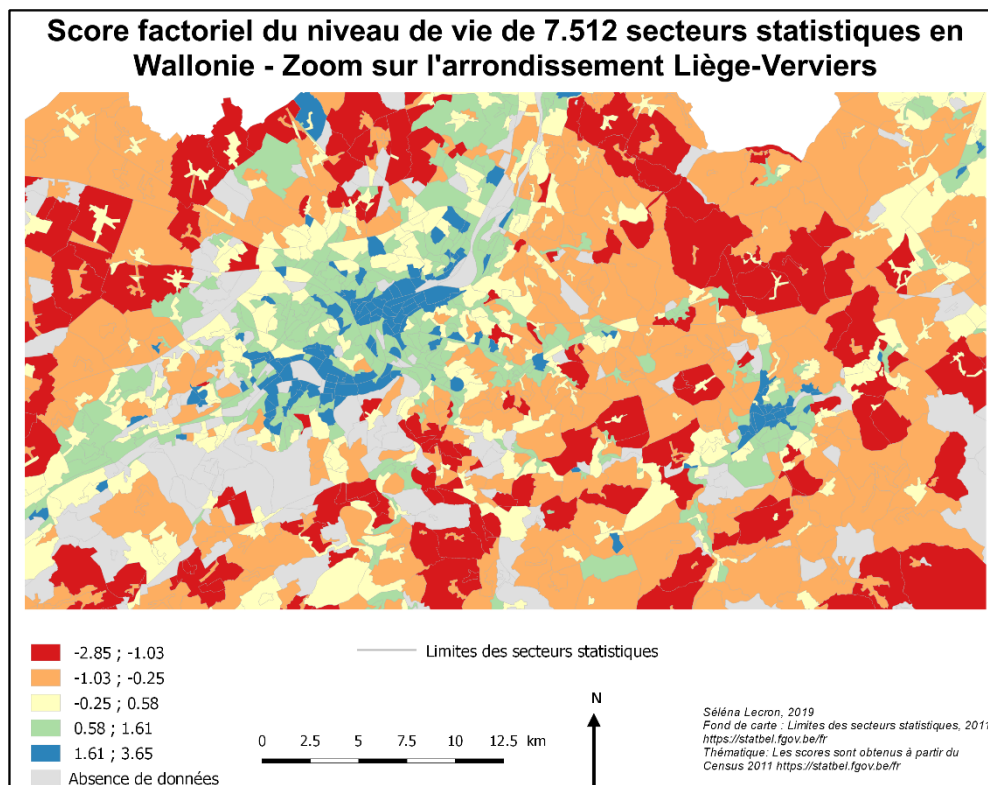 Score factoriel du niveau de vie de 7.512 secteurs statistiques en
Wallonie - Zoom sur l'arrondissement Liège-Verviers
-2.85 ; -1.03
-1.03 ; -0.25
-0.25 ; 0.58
0.58 ; 1.61
1.61 ; 3.65
Absence de données
Limites des secteurs statistiques
0 2.5 5 7.5 10 12.5 km
N
Séléna Lecron, 2019
Fond de carte : Limites des secteurs statistiques, 2011
https://statbel.fgov.be/fr
Thématique: Les scores sont obtenus à partir du
Census 2011 https://statbel.fgov.be/fr